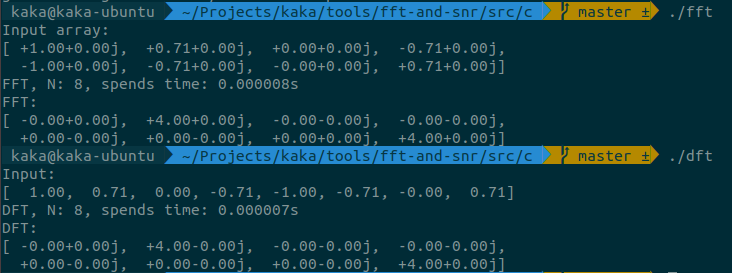 kaka@kaka-ubuntu ~/Projects/kaka/tools/fft-and-snr/src/c master ± ./fft
Input array:
[ +1.00+0.00j, +0.71+0.00j, +0.00+0.00j, -0.71+0.00j,
-1.00+0.00j, -0.71+0.00j, -0.00+0.00j, +0.71+0.00j]
FFT, N: 8, spends time: 0.000008s
FFT:
[ -0.00+0.00j, +4.00+0.00j, -0.00-0.00j, -0.00-0.00j,
+0.00-0.00j, +0.00+0.00j, +0.00+0.00j, +4.00+0.00j]
kaka@kaka-ubuntu ~/Projects/kaka/tools/fft-and-snr/src/c master ± ./dft
Input:
[ 1.00, 0.71, 0.00, -0.71, -1.00, -0.71, -0.00, 0.71]
DFT, N: 8, spends time: 0.000007s
DFT:
[ -0.00+0.00j, +4.00-0.00j, -0.00-0.00j, -0.00-0.00j,
+0.00-0.00j, +0.00-0.00j, +0.00-0.00j, +4.00+0.00j]